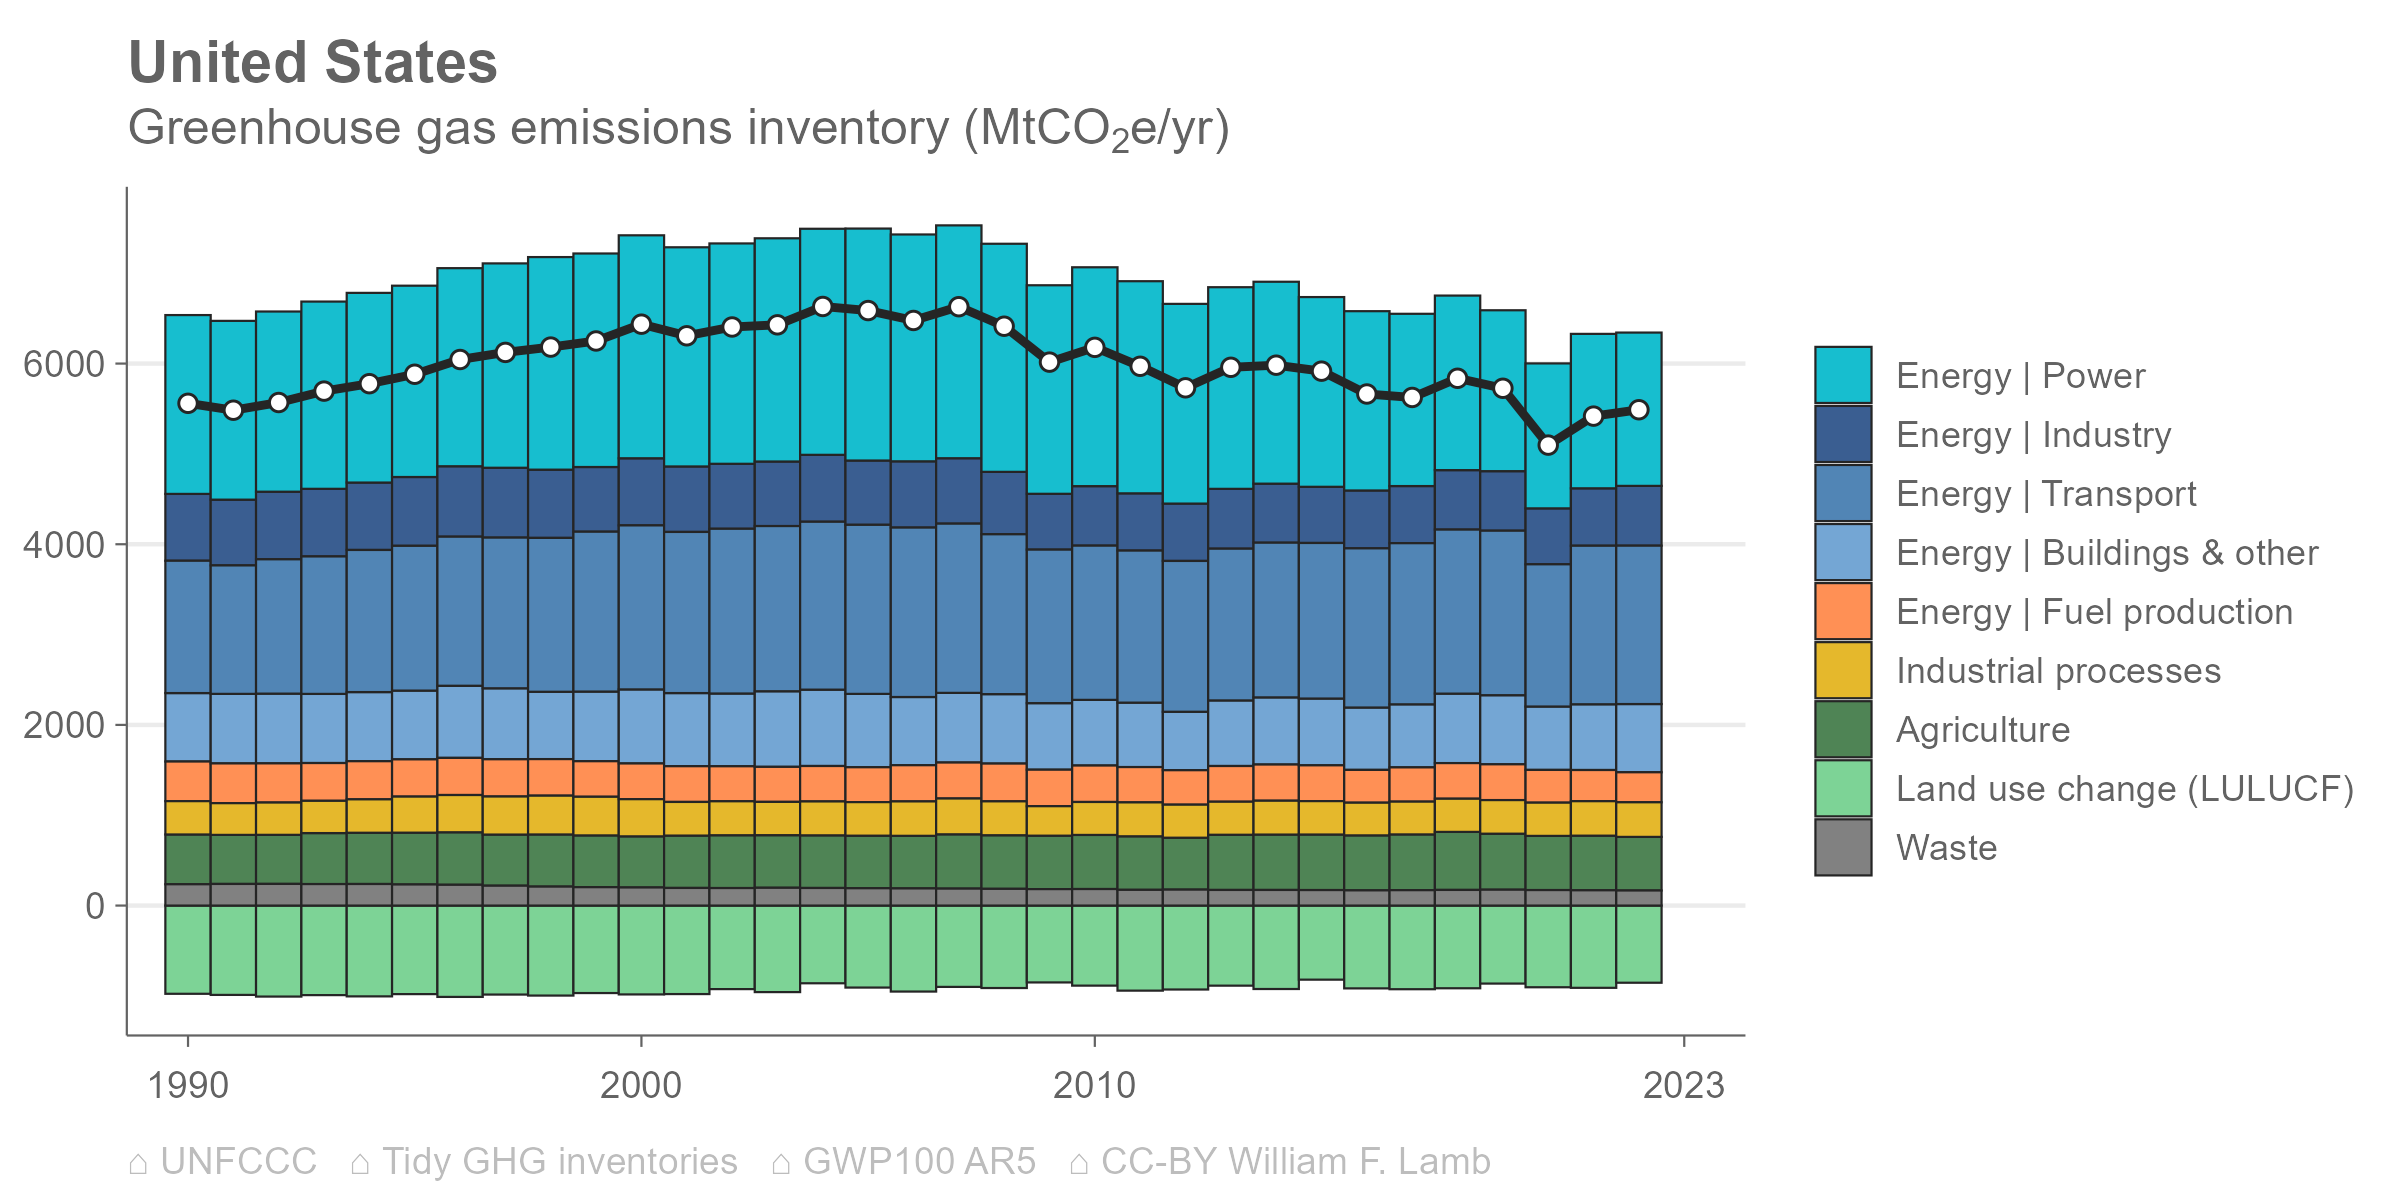 United States
Greenhouse gas emissions inventory (MtCO₂e/yr)
6000
4000
2000
0
1990 2000 2010 2023
Energy | Power
Energy | Industry
Energy | Transport
Energy | Buildings & other
Energy | Fuel production
Industrial processes
Agriculture
Land use change (LULUCF)
Waste
⌂ UNFCCC ⌂ Tidy GHG inventories ⌂ GWP100 AR5 ⌂ CC-BY William F. Lamb